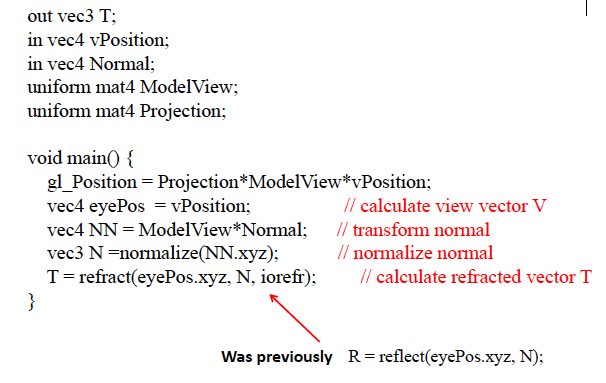 out vec3 T;
in vec4 vPosition;
in vec4 Normal;
uniform mat4 ModelView;
uniform mat4 Projection;
void main() {
gl_Position = Projection*ModelView*vPosition;
vec4 eyePos  = vPosition; // calculate view vector V
vec4 NN = ModelView*Normal; // transform normal
vec3 N =normalize(NN.xyz); // normalize normal
T = refract(eyePos.xyz, N, iorefr); // calculate refracted vector T
}
Was previously R = reflect(eyePos.xyz, N);